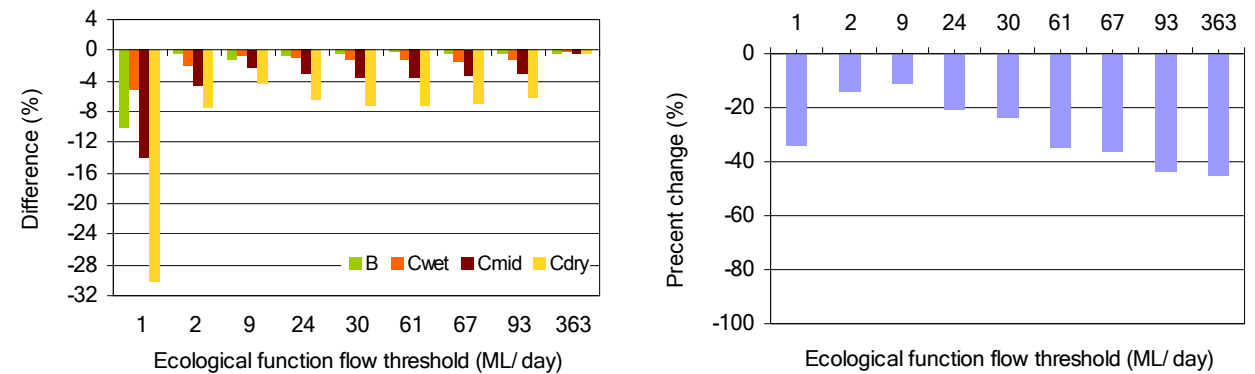 4
0
-4
-8
-12
-16
-20
-24
-28
-32
Difference (%)
B Cwet Cmid Cdry
1 2 9 24 30 61 67 93 363
Ecological function flow threshold (ML/ day)
1 2 9 24 30 61 67 93 363
0
-20
-40
-60
-80
-100
Precent change (%)
Ecological function flow threshold (ML/ day)